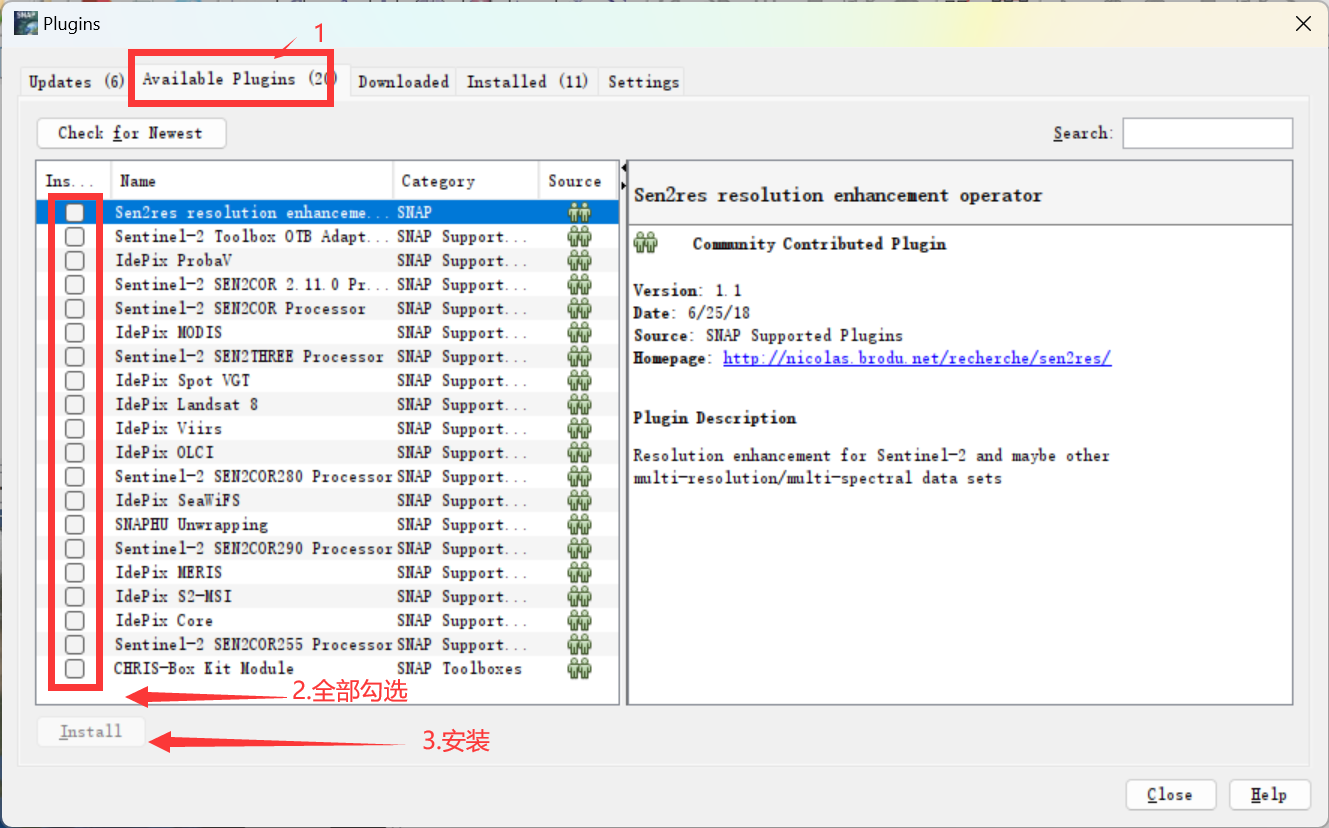 SNAP
Plugins
1
Updates (6)
Available Plugins (20)
Downloaded
Installed (11)
Settings
Check for Newest
Search:
Ins... Name Category Source
Sen2res resolution enhanceme... SNAP
Sentinel-2 Toolbox OTB Adapt... SNAP Support...
IdePix ProbaV SNAP Support...
Sentinel-2 SEN2COR 2.11.0 Pr... SNAP Support...
Sentinel-2 SEN2COR Processor SNAP Support...
IdePix MODIS SNAP Support...
Sentinel-2 SEN2THREE Processor SNAP Support...
IdePix Spot VGT SNAP Support...
IdePix Landsat 8 SNAP Support...
IdePix Viirs SNAP Support...
IdePix OLCI SNAP Support...
Sentinel-2 SEN2COR280 Processor SNAP Support...
IdePix SeaWiFS SNAP Support...
SNAPHU Unwrapping SNAP Support...
Sentinel-2 SEN2COR290 Processor SNAP Support...
IdePix MERIS SNAP Support...
IdePix S2-MSI SNAP Support...
IdePix Core SNAP Support...
Sentinel-2 SEN2COR255 Processor SNAP Support...
CHRIS-Box Kit Module SNAP Toolboxes
2.全部勾选
Install
3.安装
Sen2res resolution enhancement operator
Community Contributed Plugin
Version: 1.1
Date: 6/25/18
Source: SNAP Supported Plugins
Homepage: http://nicolas.brodu.net/recherche/sen2res/
Plugin Description
Resolution enhancement for Sentinel-2 and maybe other
multi-resolution/multi-spectral data sets
Close
Help